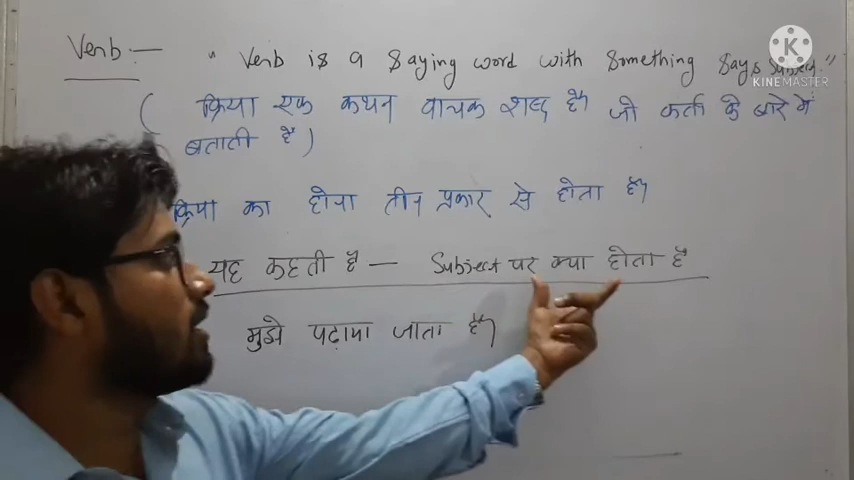 Verb :— " Verb is a Saying word with Something Says Subject."
( क्रिया एक कथन वाचक शब्द है जो कर्ता के बारे में
बताती है )
क्रिया का होना तीन प्रकार से होता है
यह कहती है — Subject पर क्या होता है
मुझे पढ़ाया जाता है
KINEMASTER